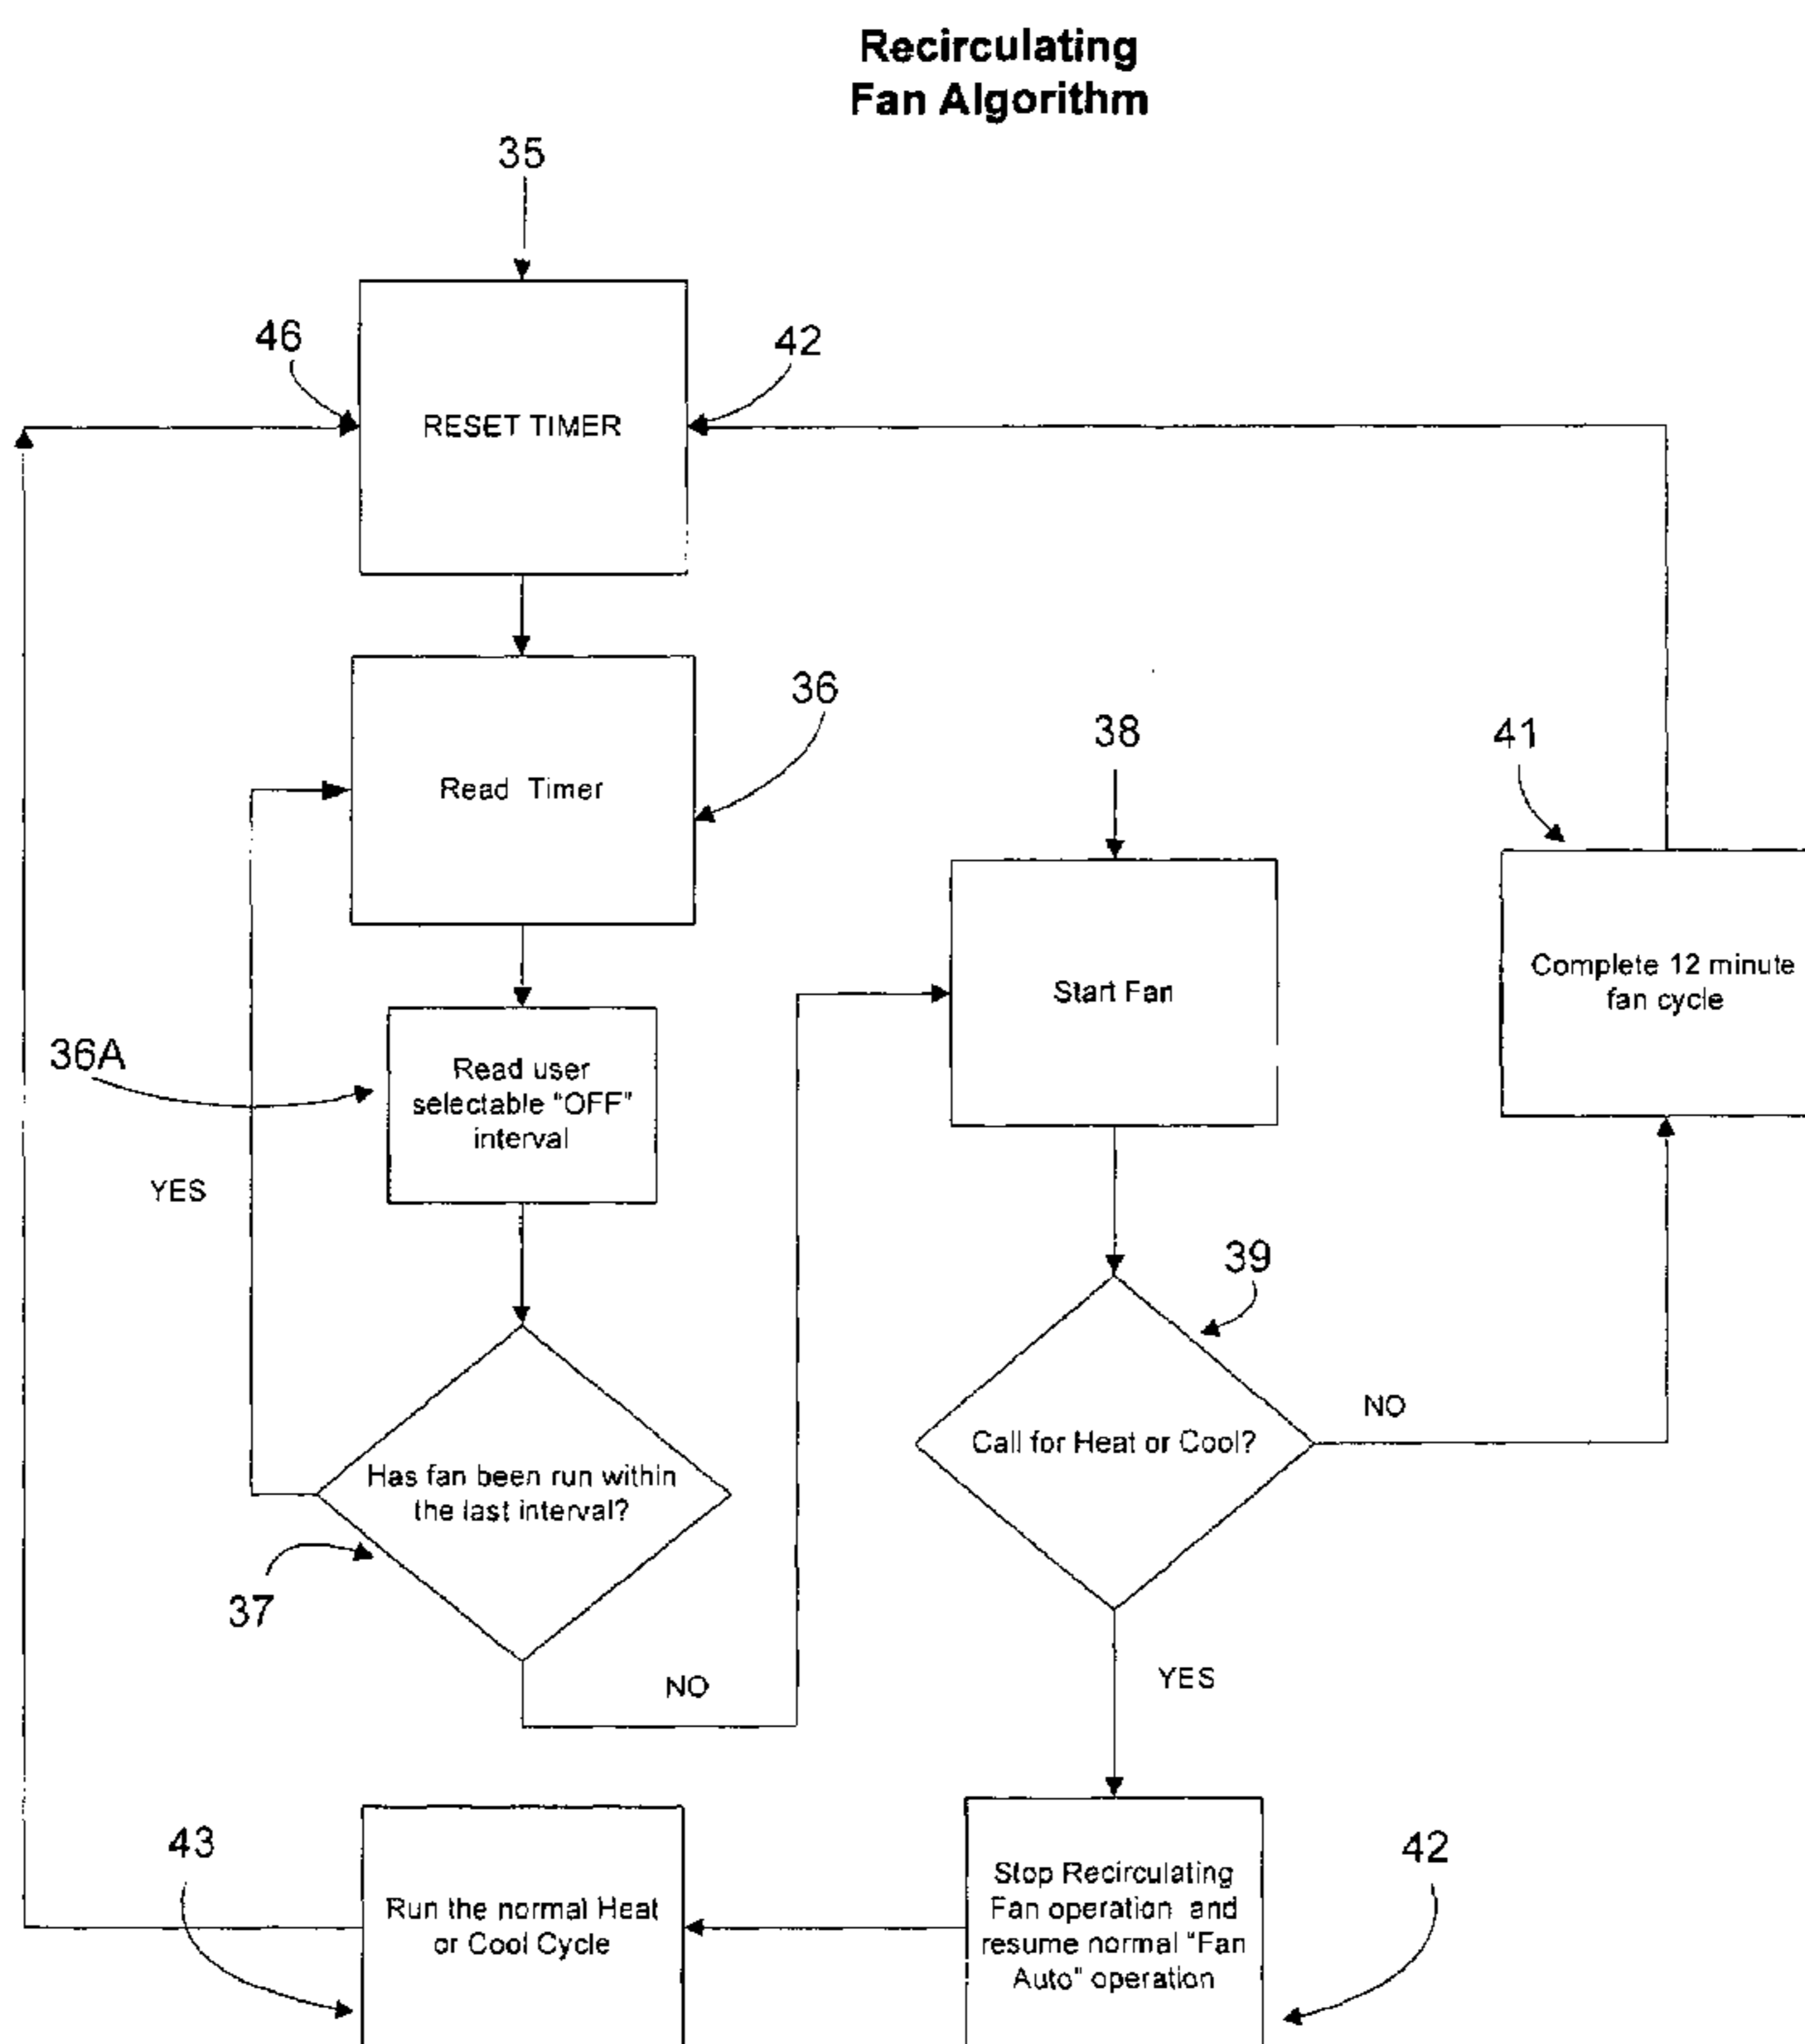 Recirculating
Fan Algorithm
35
46
42
RESET TIMER
36
Read Timer
38
41
Start Fan
Complete 12 minute
fan cycle
36A
Read user
selectable "OFF"
interval
YES
39
Call for Heat or Cool?
NO
Has fan been run within
the last interval?
37
NO
YES
43
Run the normal Heat
or Cool Cycle
Stop Recirculating
Fan operation and
resume normal "Fan
Auto" operation
42